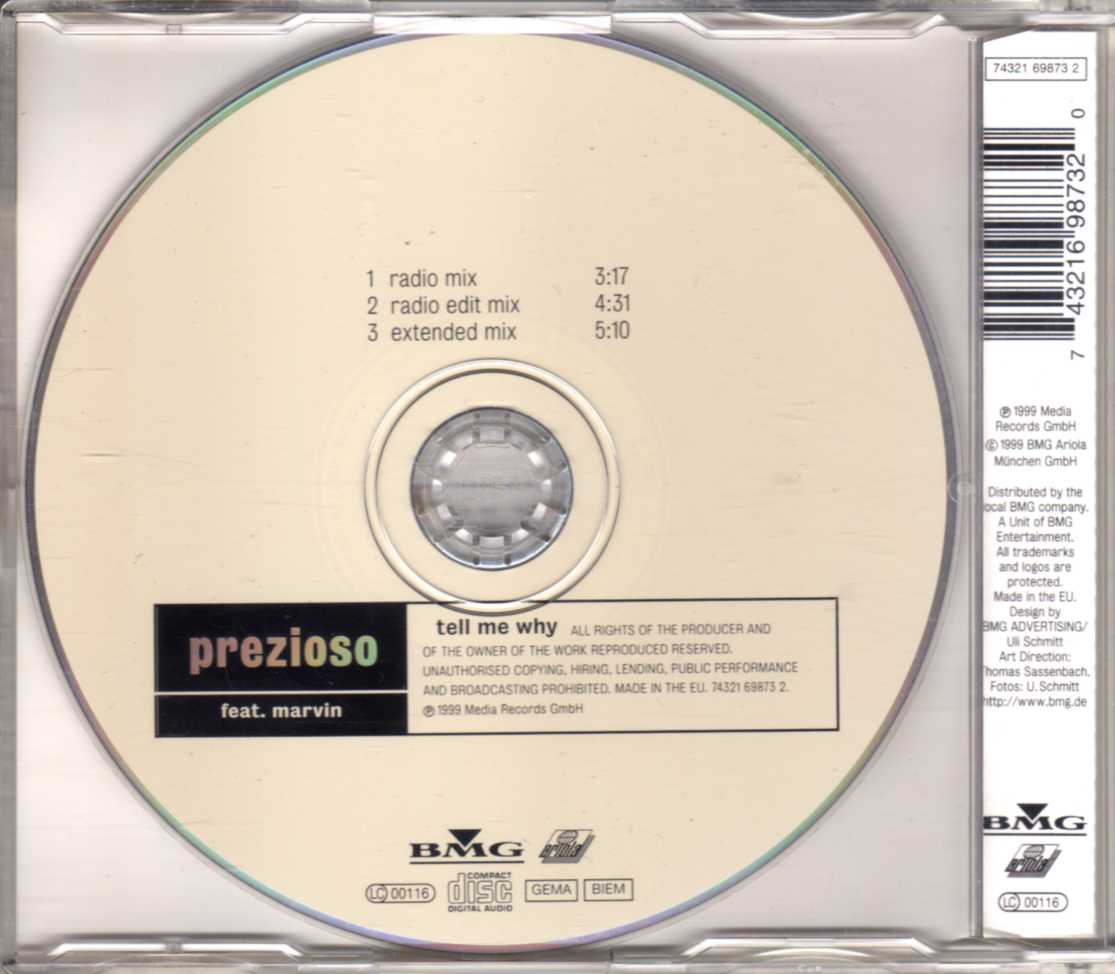 1 radio mix 3:17
2 radio edit mix 4:31
3 extended mix 5:10
prezioso
feat. marvin
tell me why ALL RIGHTS OF THE PRODUCER AND
OF THE OWNER OF THE WORK REPRODUCED RESERVED.
UNAUTHORISED COPYING, HIRING, LENDING, PUBLIC PERFORMANCE
AND BROADCASTING PROHIBITED. MADE IN THE EU. 74321 69873 2.
℗ 1999 Media Records GmbH
BMG ariola
LC 00116 COMPACT disc DIGITAL AUDIO GEMA BIEM
74321 69873 2
7 43216 98732 0
℗ 1999 Media
Records GmbH
© 1999 BMG Ariola
München GmbH
Distributed by the
ocal BMG company.
A Unit of BMG
Entertainment.
All trademarks
and logos are
protected.
Made in the EU.
Design by
BMG ADVERTISING/
Uli Schmitt
Art Direction:
Thomas Sassenbach.
Fotos: U. Schmitt
http://www.bmg.de
BMG
ariola
LC 00116